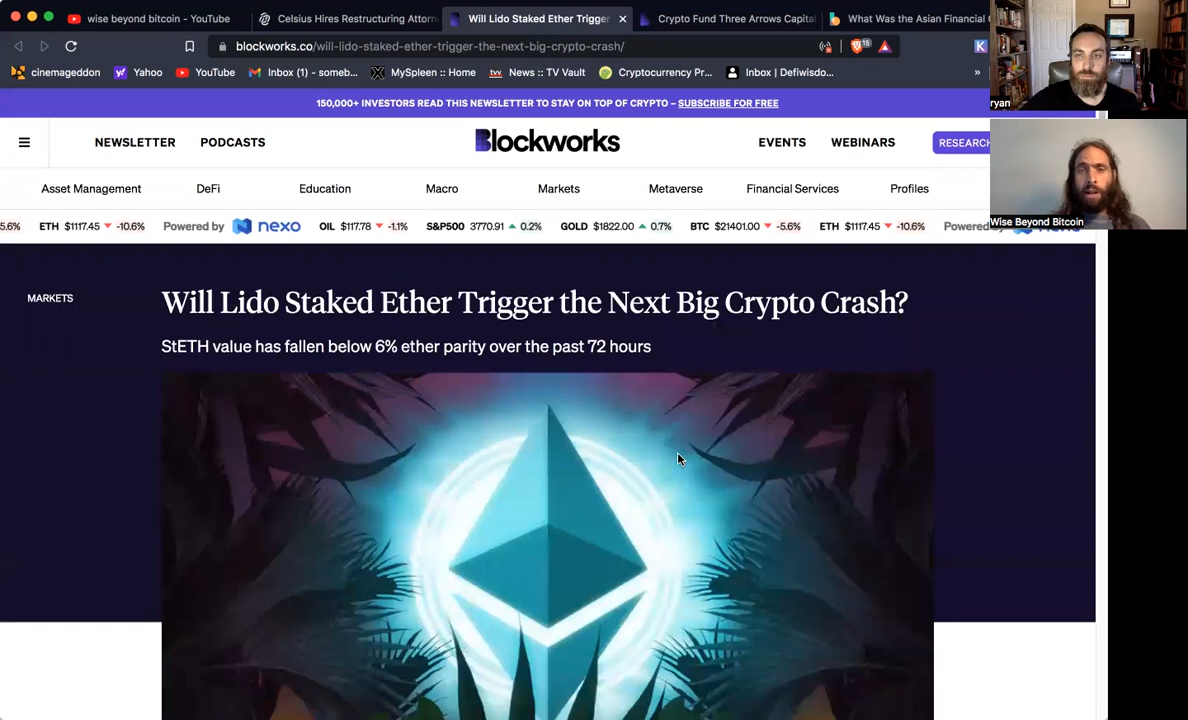 wise beyond bitcoin - YouTube
Celsius Hires Restructuring Attorn
Will Lido Staked Ether Trigger
Crypto Fund Three Arrows Capital
What Was the Asian Financial C
blockworks.co/will-lido-staked-ether-trigger-the-next-big-crypto-crash/
15
K
cinemageddon
Yahoo
YouTube
Inbox (1) - someb...
MySpleen :: Home
tvv
News :: TV Vault
Cryptocurrency Pr...
Inbox | Defiwisdo...
»
ryan
150,000+ INVESTORS READ THIS NEWSLETTER TO STAY ON TOP OF CRYPTO – SUBSCRIBE FOR FREE
NEWSLETTER
PODCASTS
Blockworks
EVENTS
WEBINARS
RESEARCH
Wise Beyond Bitcoin
Asset Management
DeFi
Education
Macro
Markets
Metaverse
Financial Services
Profiles
5.6% ETH $1117.45 ▼ -10.6% Powered by nexo OIL $117.78 ▼ -1.1% S&P500 3770.91 ▲ 0.2% GOLD $1822.00 ▲ 0.7% BTC $21401.00 ▼ -5.6% ETH $1117.45 ▼ -10.6% Powered
MARKETS
Will Lido Staked Ether Trigger the Next Big Crypto Crash?
StETH value has fallen below 6% ether parity over the past 72 hours